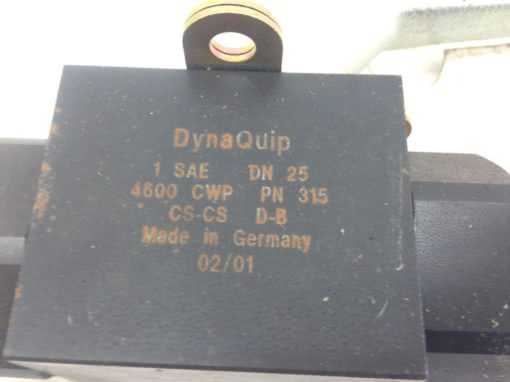 DynaQuip
1 SAE DN 25
4600 CWP PN 315
CS-CS D-B
Made in Germany
02/01